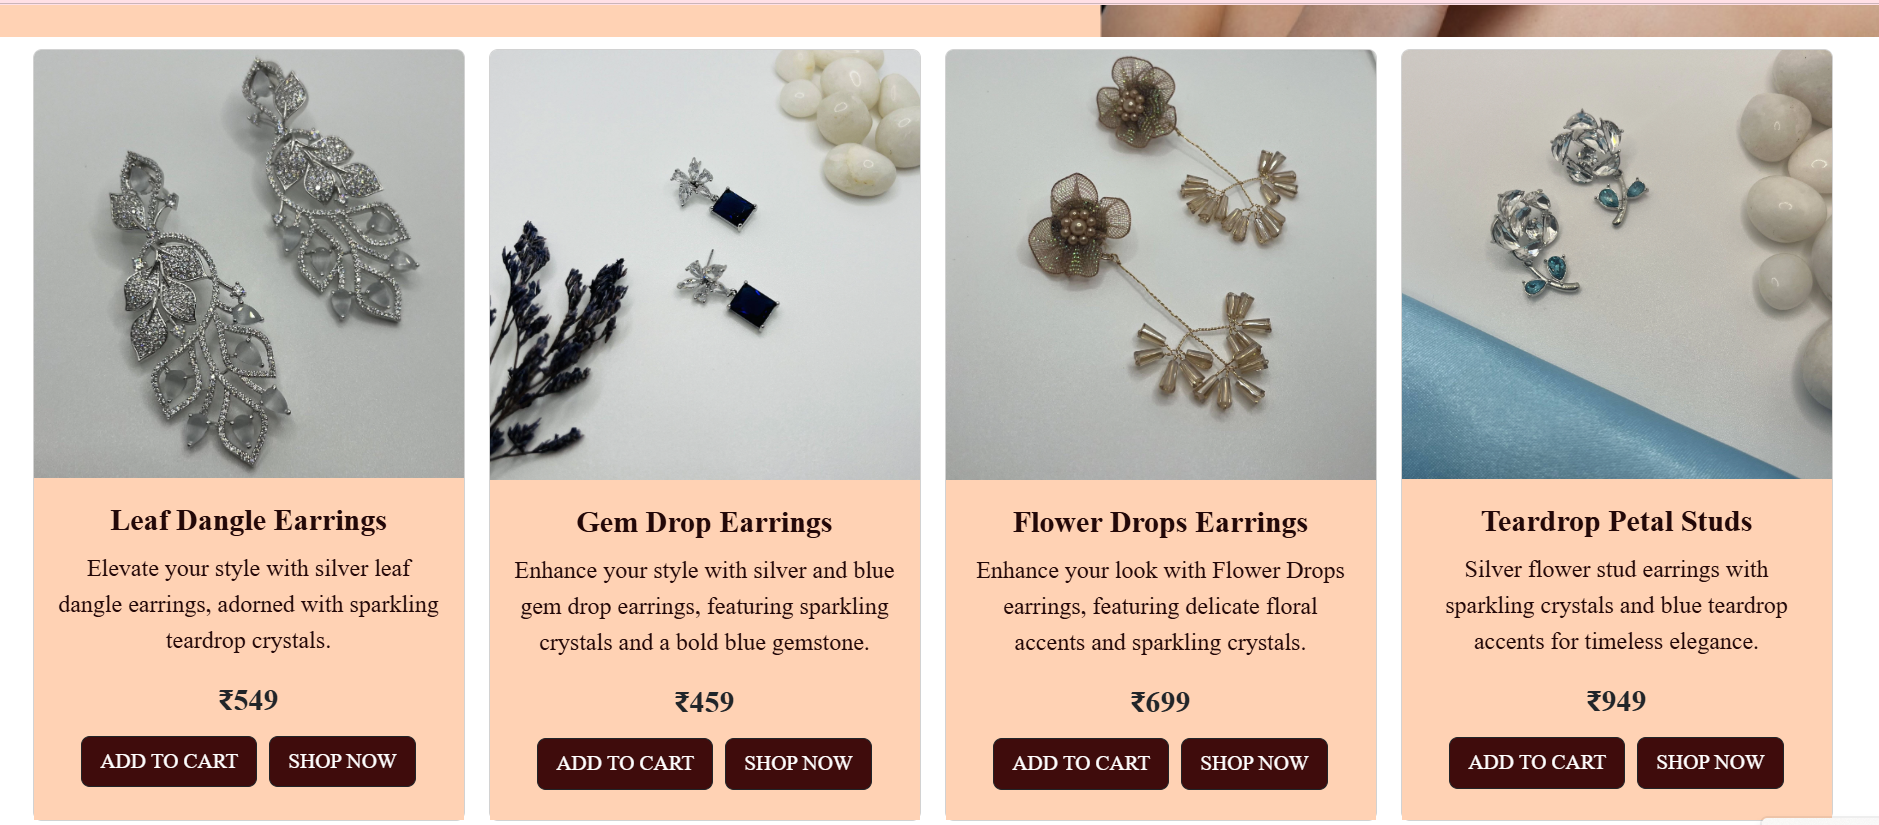 Leaf Dangle Earrings
Elevate your style with silver leaf
dangle earrings, adorned with sparkling
teardrop crystals.
₹549
ADD TO CART
SHOP NOW
Gem Drop Earrings
Enhance your style with silver and blue
gem drop earrings, featuring sparkling
crystals and a bold blue gemstone.
₹459
ADD TO CART
SHOP NOW
Flower Drops Earrings
Enhance your look with Flower Drops
earrings, featuring delicate floral
accents and sparkling crystals.
₹699
ADD TO CART
SHOP NOW
Teardrop Petal Studs
Silver flower stud earrings with
sparkling crystals and blue teardrop
accents for timeless elegance.
₹949
ADD TO CART
SHOP NOW